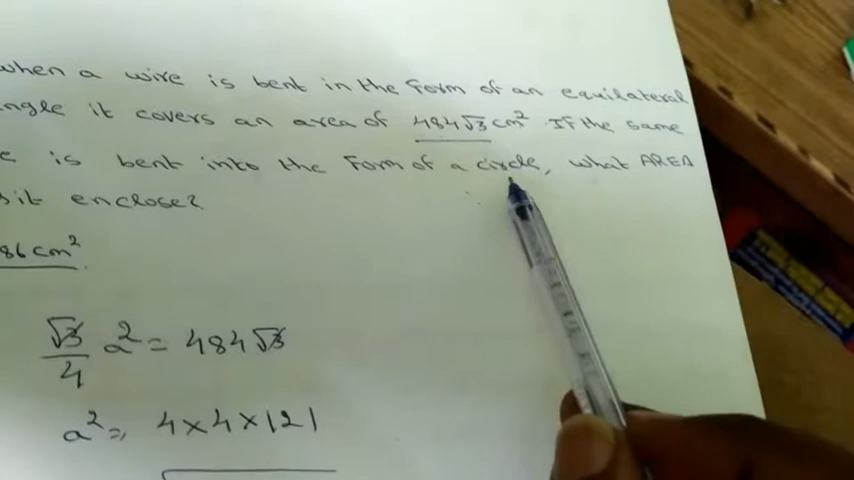 when a wire is bent in the form of an equilateral
angle it covers an area of 484√3 cm². If the same
is bent into the form of a circle, what AREA
it enclose?
86 cm²
√3/4 a² = 484√3
a² = 4×4×121